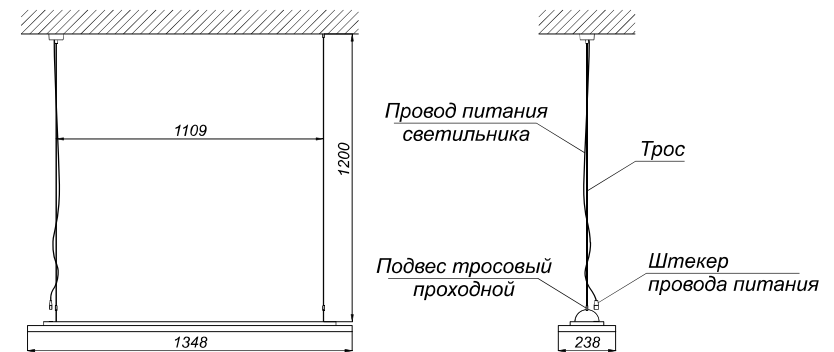 1109
1200
1348
Провод питания
светильника
Трос
Подвес тросовый
проходной
Штекер
провода питания
238